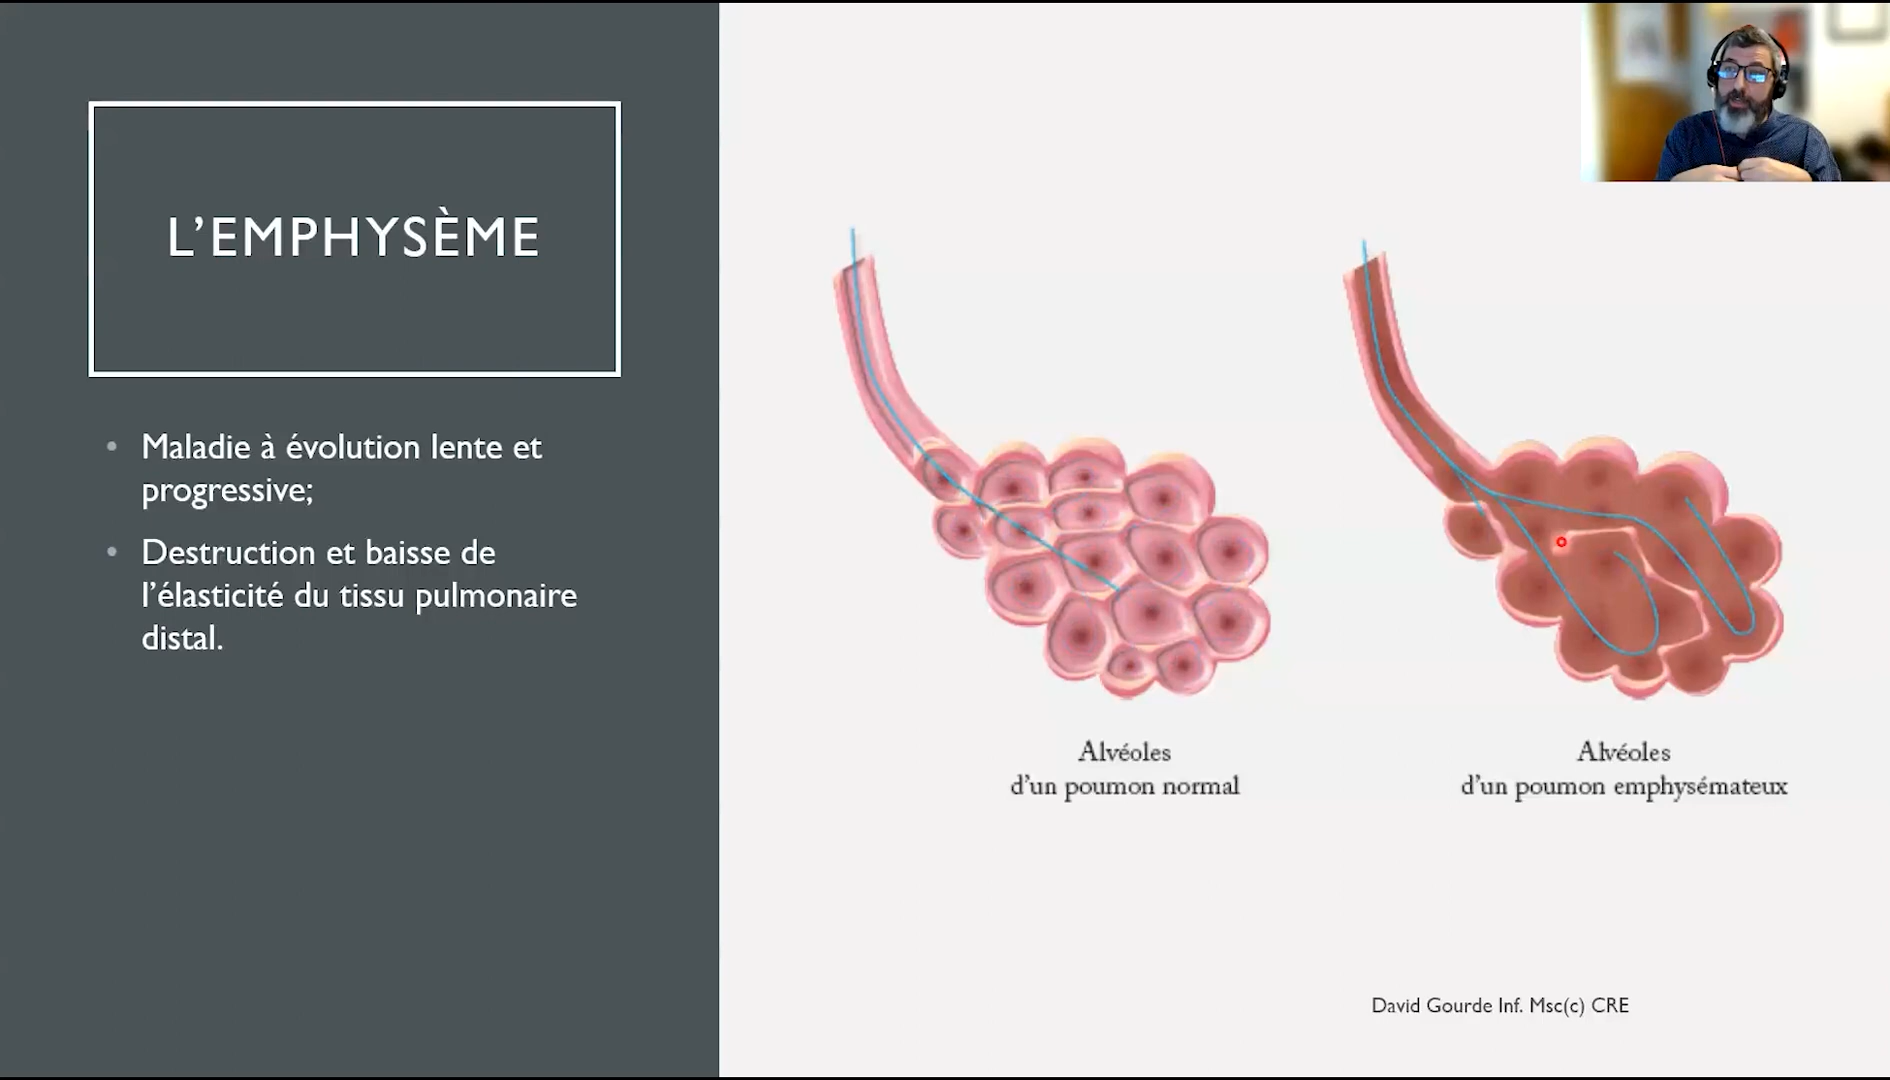 L’EMPHYSÈME
• Maladie à évolution lente et
progressive;
• Destruction et baisse de
l’élasticité du tissu pulmonaire
distal.
Alvéoles
d’un poumon normal
Alvéoles
d’un poumon emphysémateux
David Gourde Inf. Msc(c) CRE